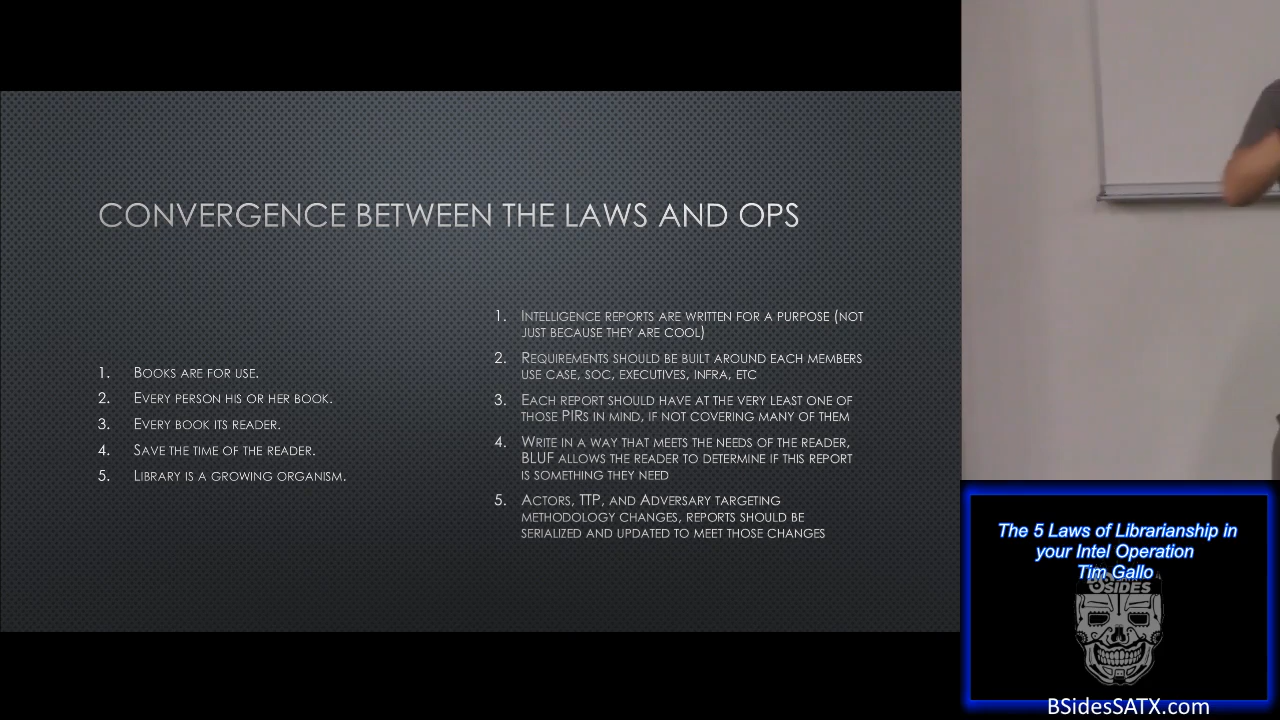 CONVERGENCE BETWEEN THE LAWS AND OPS
1. BOOKS ARE FOR USE.
2. EVERY PERSON HIS OR HER BOOK.
3. EVERY BOOK ITS READER.
4. SAVE THE TIME OF THE READER.
5. LIBRARY IS A GROWING ORGANISM.
1. INTELLIGENCE REPORTS ARE WRITTEN FOR A PURPOSE (NOT
JUST BECAUSE THEY ARE COOL)
2. REQUIREMENTS SHOULD BE BUILT AROUND EACH MEMBERS
USE CASE, SOC, EXECUTIVES, INFRA, ETC
3. EACH REPORT SHOULD HAVE AT THE VERY LEAST ONE OF
THOSE PIRS IN MIND, IF NOT COVERING MANY OF THEM
4. WRITE IN A WAY THAT MEETS THE NEEDS OF THE READER,
BLUF ALLOWS THE READER TO DETERMINE IF THIS REPORT
IS SOMETHING THEY NEED
5. ACTORS, TTP, AND ADVERSARY TARGETING
METHODOLOGY CHANGES, REPORTS SHOULD BE
SERIALIZED AND UPDATED TO MEET THOSE CHANGES
The 5 Laws of Librarianship in
your Intel Operation
Tim Gallo
BSIDES
BSidesSATX.com